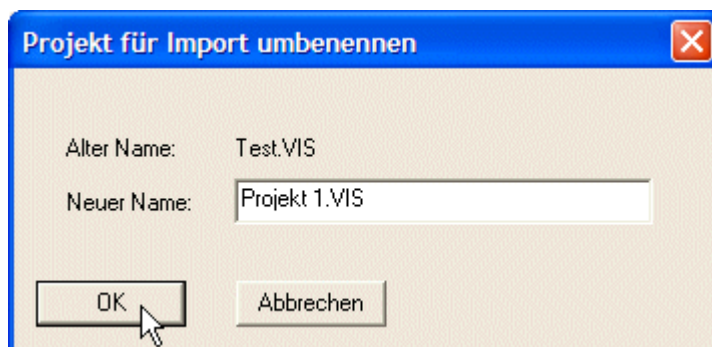 Projekt für Import umbenennen
Alter Name: Test.VIS
Neuer Name: Projekt 1.VIS
OK Abbrechen